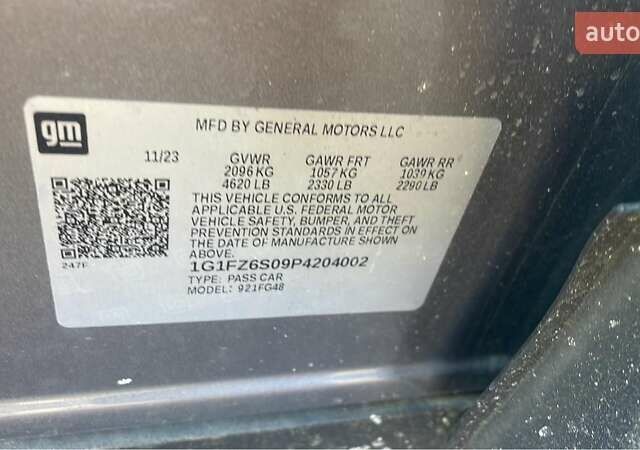 auto
gm
MFD BY GENERAL MOTORS LLC
11/23 GVWR GAWR FRT GAWR RR
2096 KG 1057 KG 1039 KG
4620 LB 2330 LB 2290 LB
THIS VEHICLE CONFORMS TO ALL
APPLICABLE U.S. FEDERAL MOTOR
VEHICLE SAFETY, BUMPER, AND THEFT
PREVENTION STANDARDS IN EFFECT ON
THE DATE OF MANUFACTURE SHOWN
ABOVE.
247F
1G1FZ6S09P4204002
TYPE: PASS CAR
MODEL: 921FG48